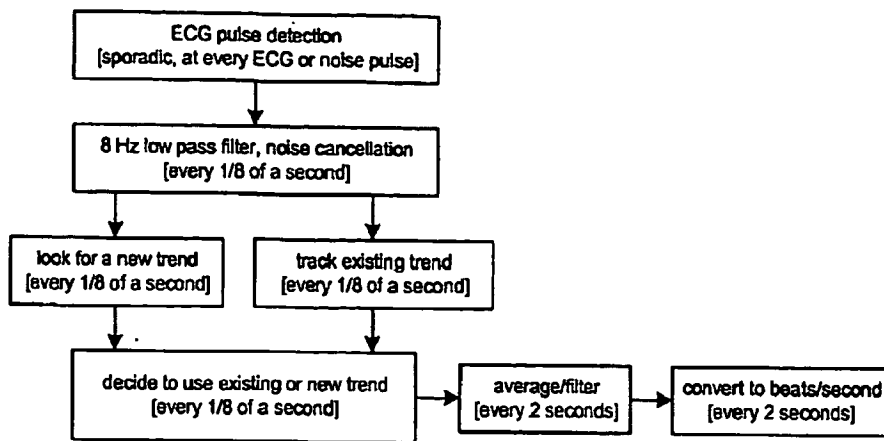 ECG pulse detection
[sporadic, at every ECG or noise pulse]
8 Hz low pass filter, noise cancellation
[every 1/8 of a second]
look for a new trend
[every 1/8 of a second]
track existing trend
[every 1/8 of a second]
decide to use existing or new trend
[every 1/8 of a second]
average/filter
[every 2 seconds]
convert to beats/second
[every 2 seconds]